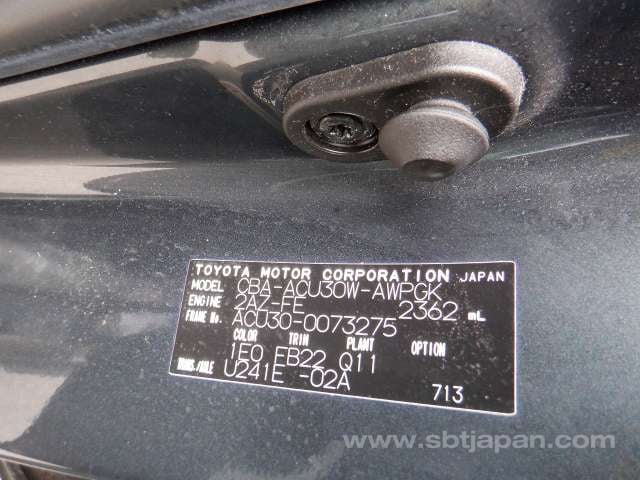 TOYOTA MOTOR CORPORATION JAPAN
MODEL CBA-ACU30W-AWPGK
ENGINE 2AZ-FE 2362 mL
FRAME No. ACU30-0073275
COLOR TRIM PLANT OPTION
1E0 FB22 Q11
TRANS./AXLE U241E -02A
713
www.sbtjapan.com